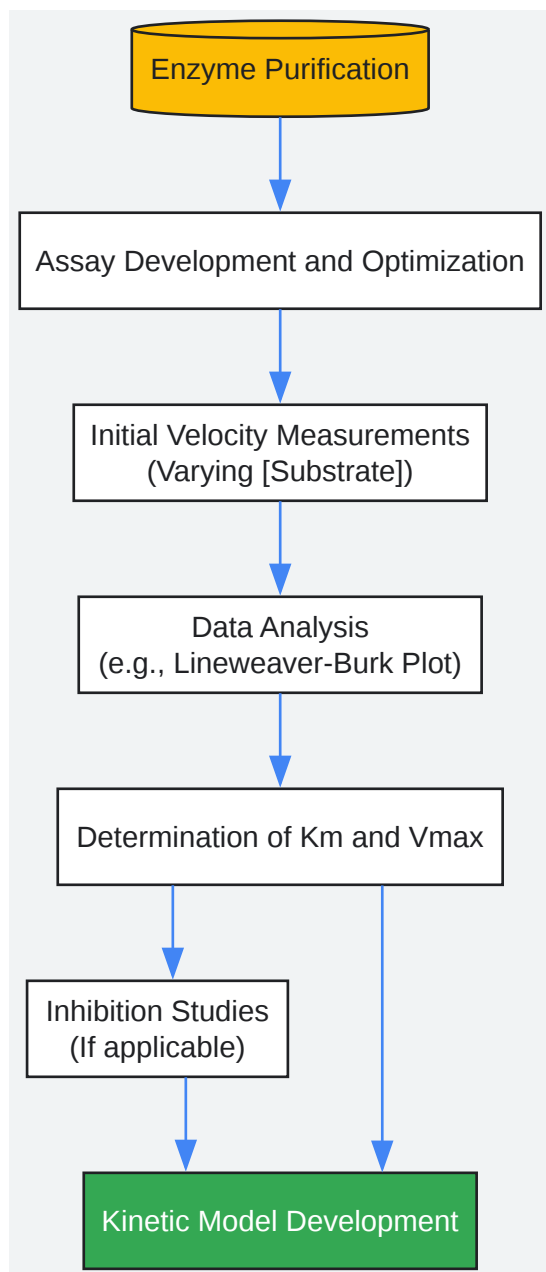 Enzyme Purification
Assay Development and Optimization
Initial Velocity Measurements
(Varying [Substrate])
Data Analysis
(e.g., Lineweaver-Burk Plot)
Determination of Km and Vmax
Inhibition Studies
(If applicable)
Kinetic Model Development